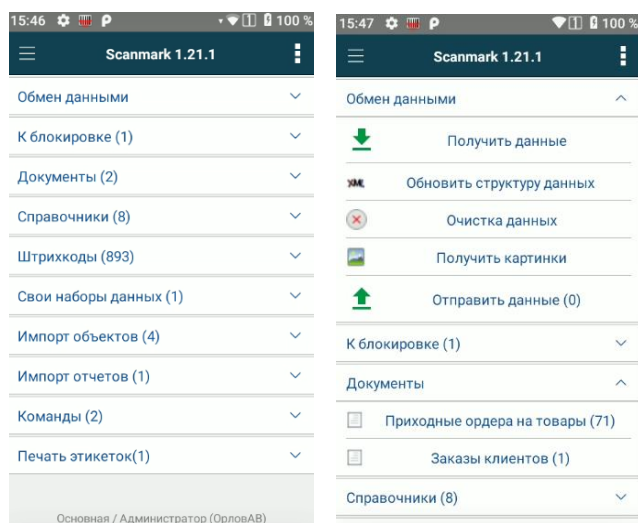 15:46 100 %
Scanmark 1.21.1
Обмен данными
К блокировке (1)
Документы (2)
Справочники (8)
Штрихкоды (893)
Свои наборы данных (1)
Импорт объектов (4)
Импорт отчетов (1)
Команды (2)
Печать этикеток(1)
Основная / Администратор (ОрловАВ)
15:47 100 %
Scanmark 1.21.1
Обмен данными
Получить данные
XML Обновить структуру данных
Очистка данных
Получить картинки
Отправить данные (0)
К блокировке (1)
Документы
Приходные ордера на товары (71)
Заказы клиентов (1)
Справочники (8)